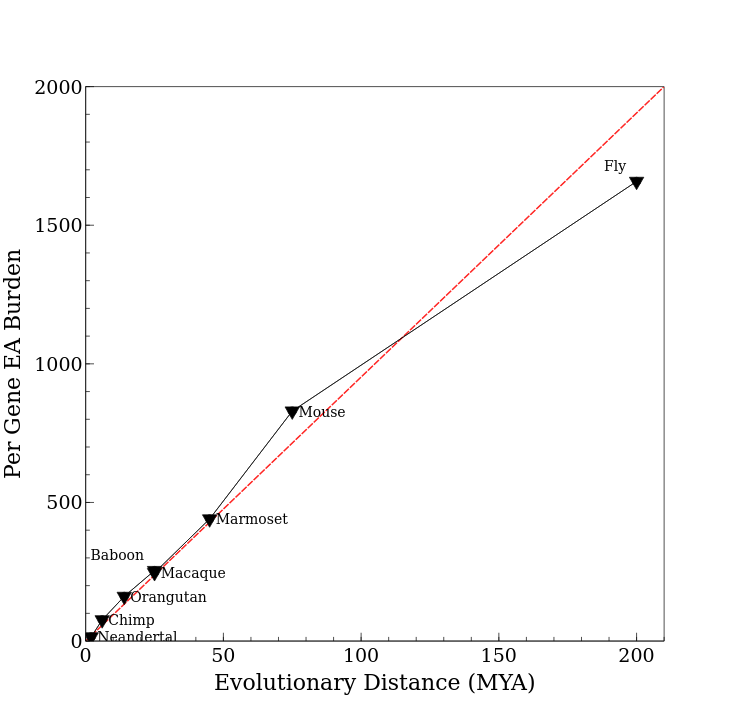 2000
1500
1000
500
0
Per Gene EA Burden
Fly
Mouse
Marmoset
Baboon
Macaque
Orangutan
Chimp
Neandertal
0 50 100 150 200
Evolutionary Distance (MYA)